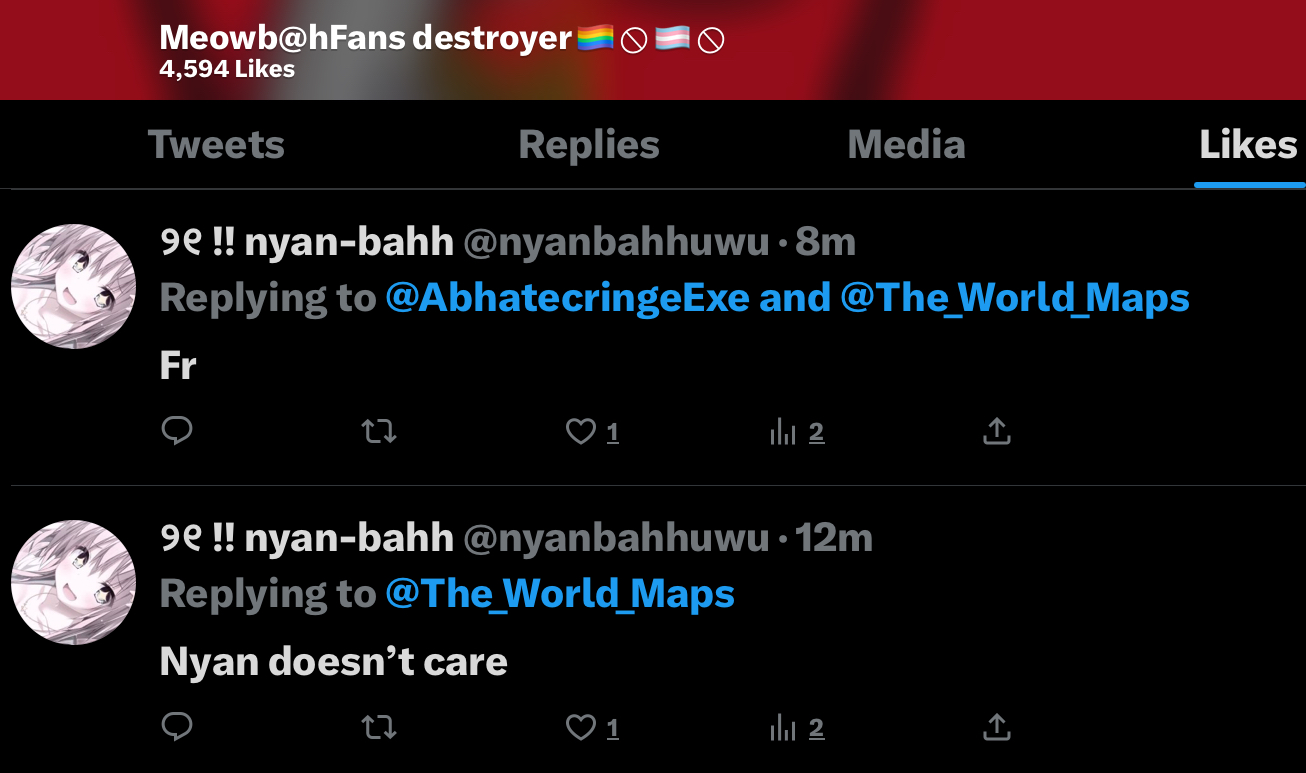 Meowb@hFans destroyer🏳️‍🌈🚫🏳️‍⚧️🚫
4,594 Likes
Tweets Replies Media Likes
୨୧ !! nyan-bahh @nyanbahhuwu · 8m
Replying to @AbhatecringeExe and @The_World_Maps
Fr
1 2
୨୧ !! nyan-bahh @nyanbahhuwu · 12m
Replying to @The_World_Maps
Nyan doesn’t care
1 2